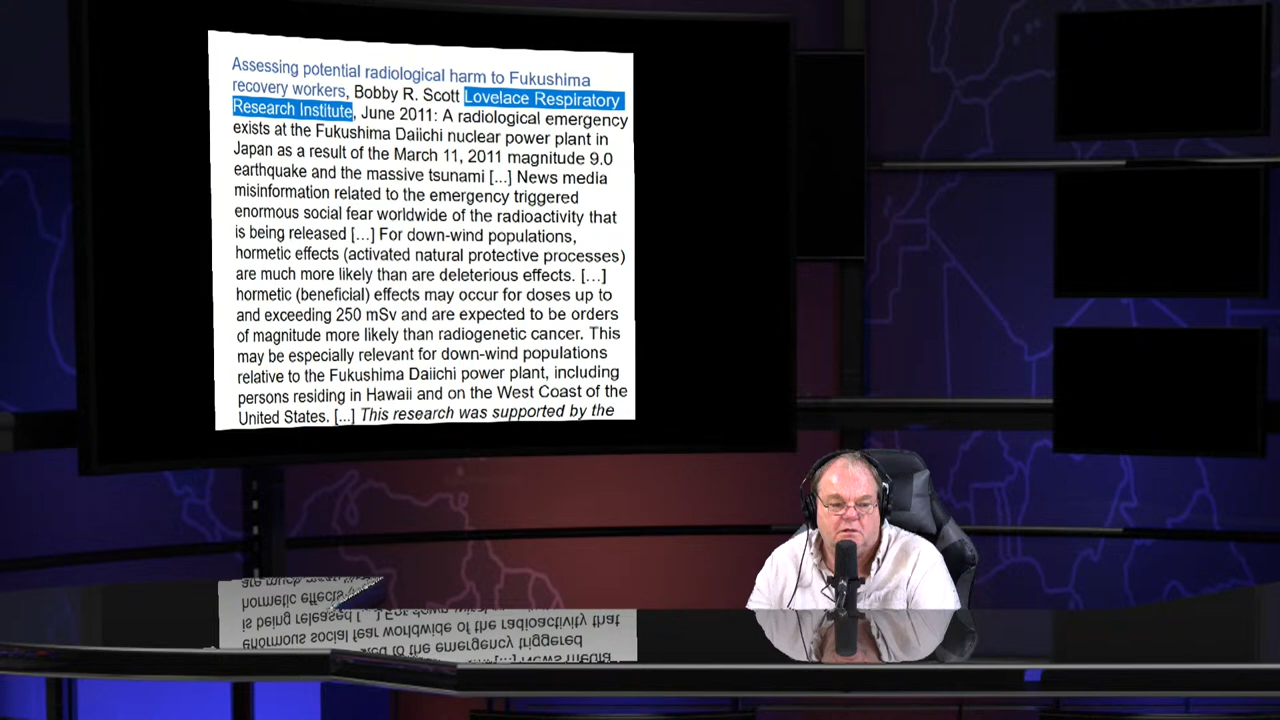 Assessing potential radiological harm to Fukushima
recovery workers, Bobby R. Scott Lovelace Respiratory
Research Institute, June 2011: A radiological emergency
exists at the Fukushima Daiichi nuclear power plant in
Japan as a result of the March 11, 2011 magnitude 9.0
earthquake and the massive tsunami [...] News media
misinformation related to the emergency triggered
enormous social fear worldwide of the radioactivity that
is being released [...] For down-wind populations,
hormetic effects (activated natural protective processes)
are much more likely than are deleterious effects. [...]
hormetic (beneficial) effects may occur for doses up to
and exceeding 250 mSv and are expected to be orders
of magnitude more likely than radiogenetic cancer. This
may be especially relevant for down-wind populations
relative to the Fukushima Daiichi power plant, including
persons residing in Hawaii and on the West Coast of the
United States. [...] This research was supported by the